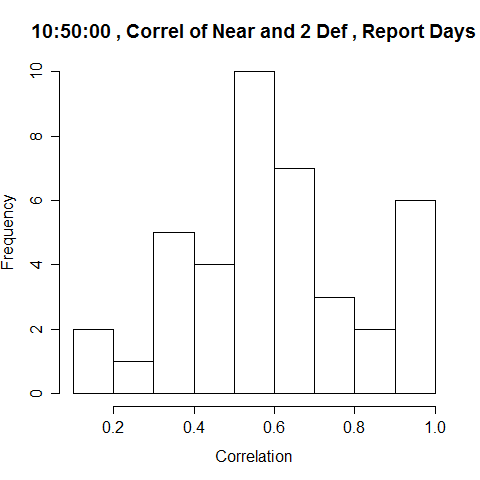 10:50:00 , Correl of Near and 2 Def , Report Days
Frequency
10
8
6
4
2
0
0.2 0.4 0.6 0.8 1.0
Correlation